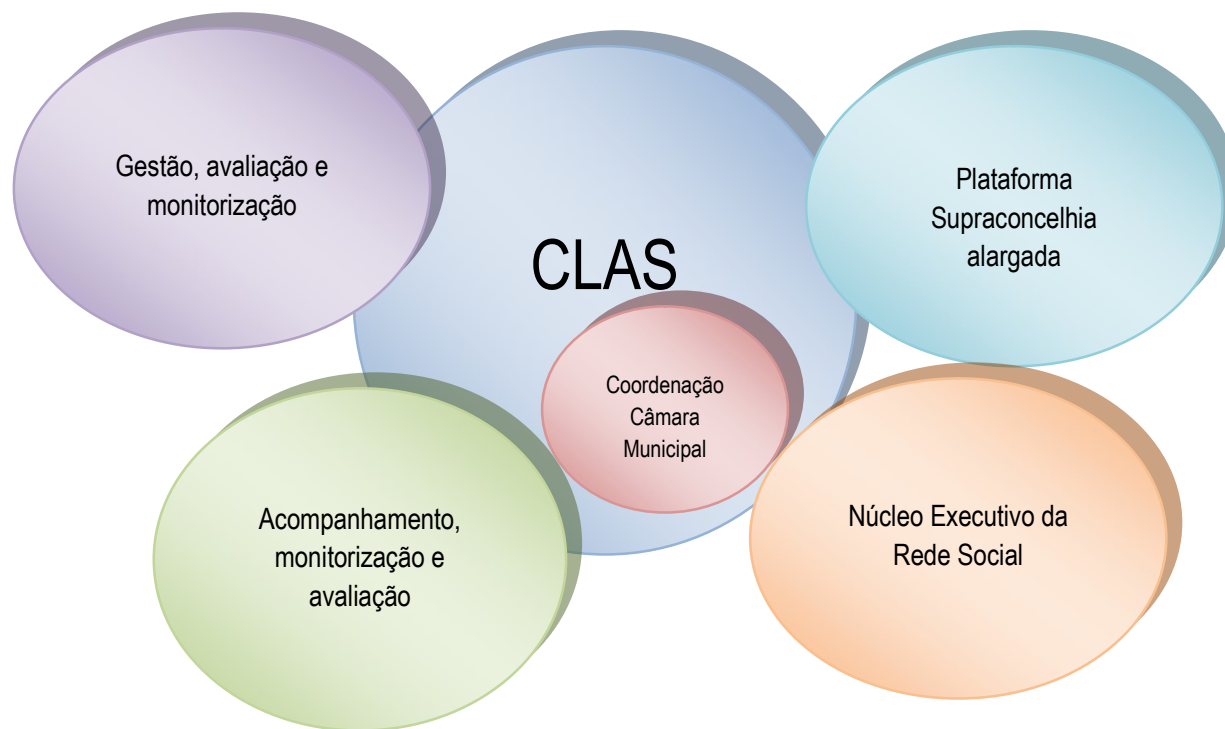 Gestão, avaliação e
monitorização
CLAS
Plataforma
Supraconcelhia
alargada
Coordenação
Câmara
Municipal
Acompanhamento,
monitorização e
avaliação
Núcleo Executivo da
Rede Social